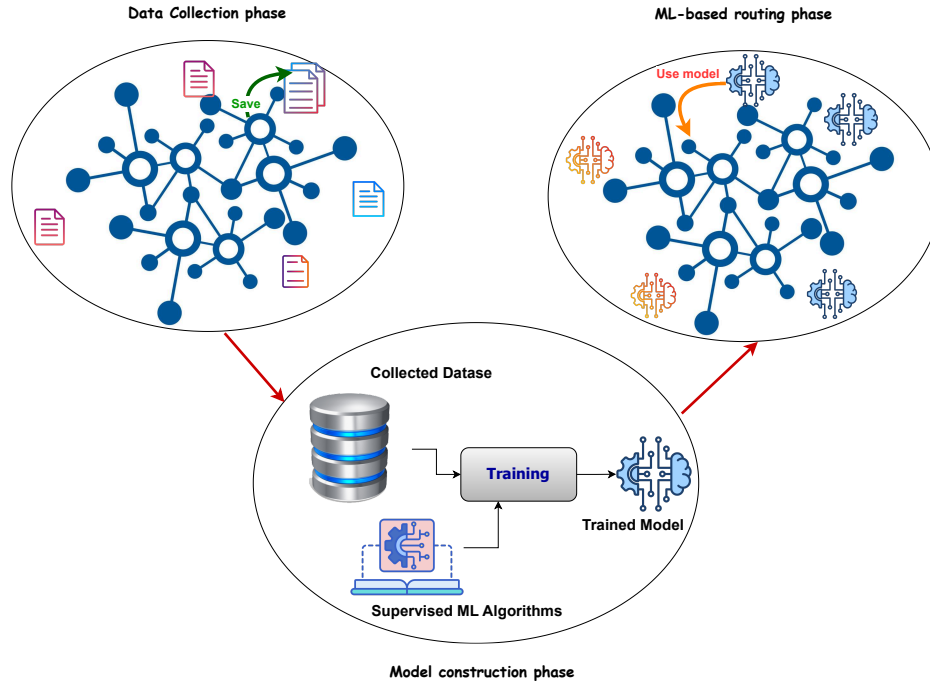 Data Collection phase
ML-based routing phase
Save
Use model
Collected Datase
Training
Trained Model
Supervised ML Algorithms
Model construction phase